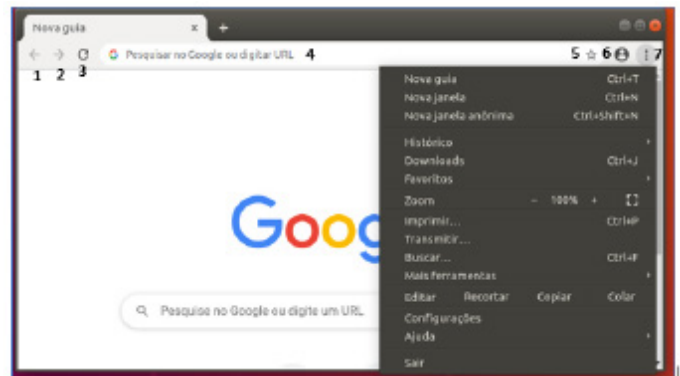 Nova guia x +
Pesquisar no Google ou digitar URL 4 5 6 7
1 2 3
Nova guia Ctrl+T
Nova janela Ctrl+N
Nova janela anônima Ctrl+Shift+N
Histórico
Downloads Ctrl+J
Favoritos
Zoom - 100% +
Imprimir... Ctrl+P
Transmitir...
Buscar... Ctrl+F
Mais ferramentas
Editar Recortar Copiar Colar
Configurações
Ajuda
Sair
Goog
Pesquise no Google ou digite um URL